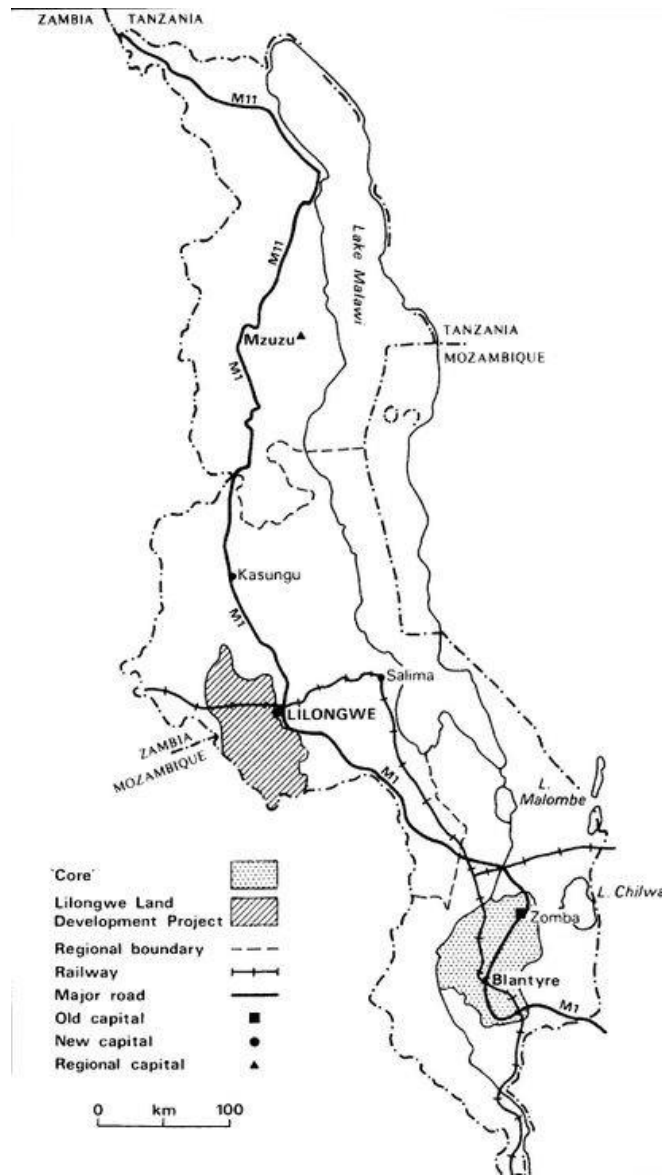 ZAMBIA TANZANIA
M11
Lake Malawi
M11
Mzuzu
TANZANIA
MOZAMBIQUE
M1
Kasungu
M1
Salima
LILONGWE
ZAMBIA
MOZAMBIQUE
M1
L.
Malombe
L. Chilwa
Zomba
Blantyre
M1
'Core'
Lilongwe Land
Development Project
Regional boundary
Railway
Major road
Old capital
New capital
Regional capital
0 km 100